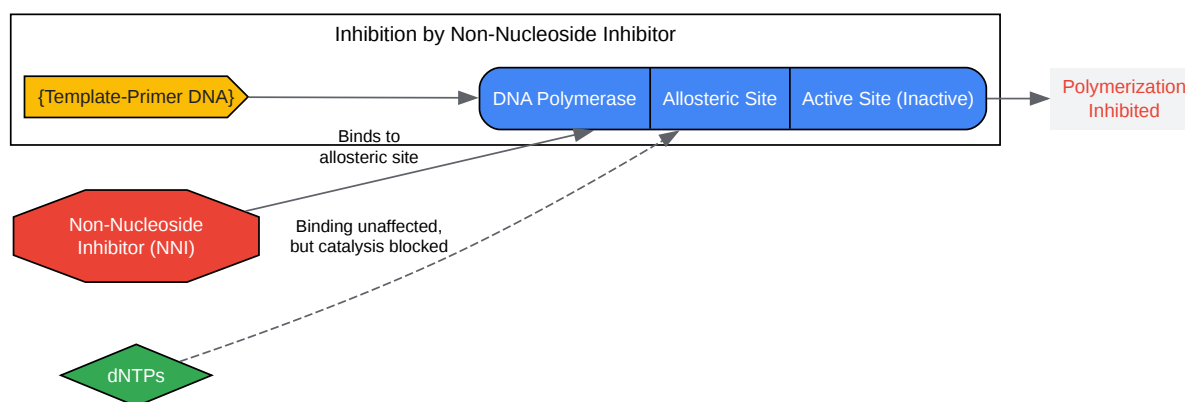 Inhibition by Non-Nucleoside Inhibitor
{Template-Primer DNA}
DNA Polymerase
Allosteric Site
Active Site (Inactive)
Polymerization
Inhibited
Binds to
allosteric site
Non-Nucleoside
Inhibitor (NNI)
Binding unaffected,
but catalysis blocked
dNTPs